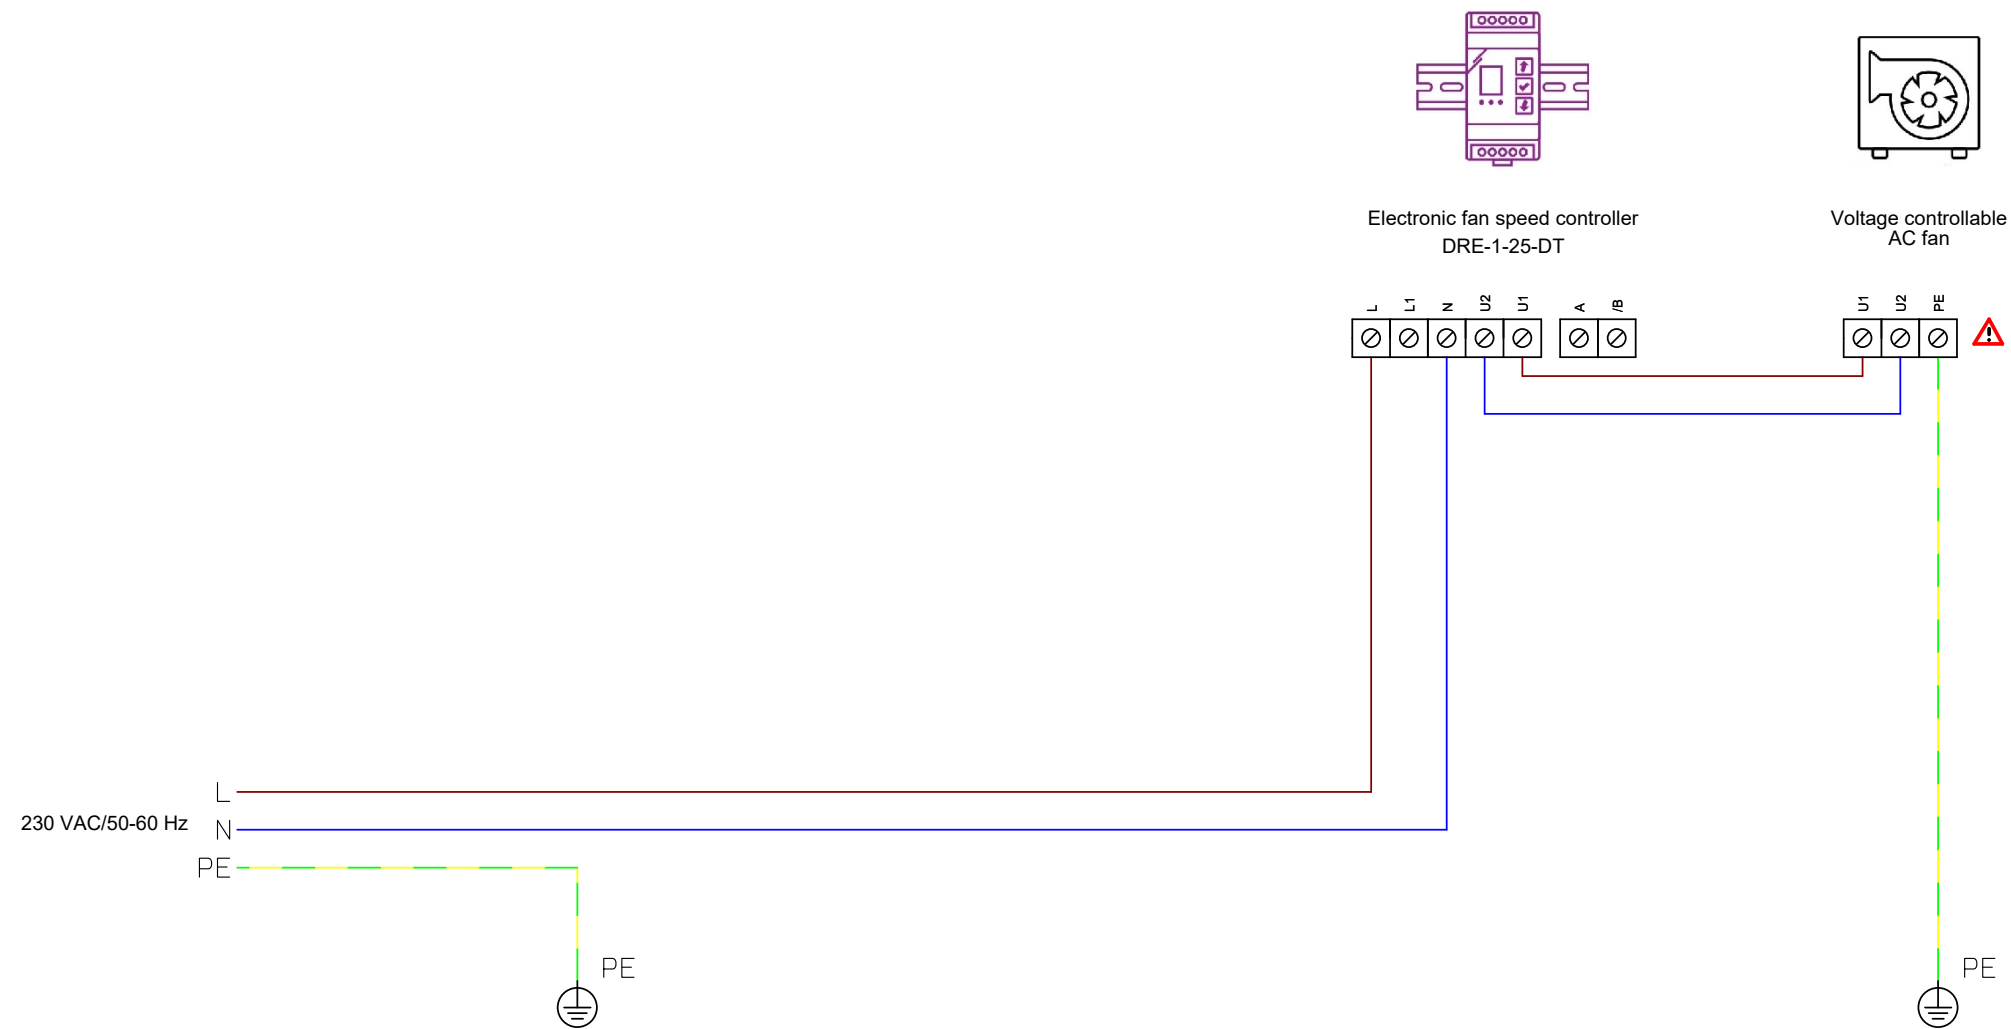 Electronic fan speed controller
DRE-1-25-DT
Voltage controllable
AC fan
L
L1
N
U2
U1
A
/B
U1
U2
PE
L
230 VAC/50-60 Hz
N
PE
PE
PE